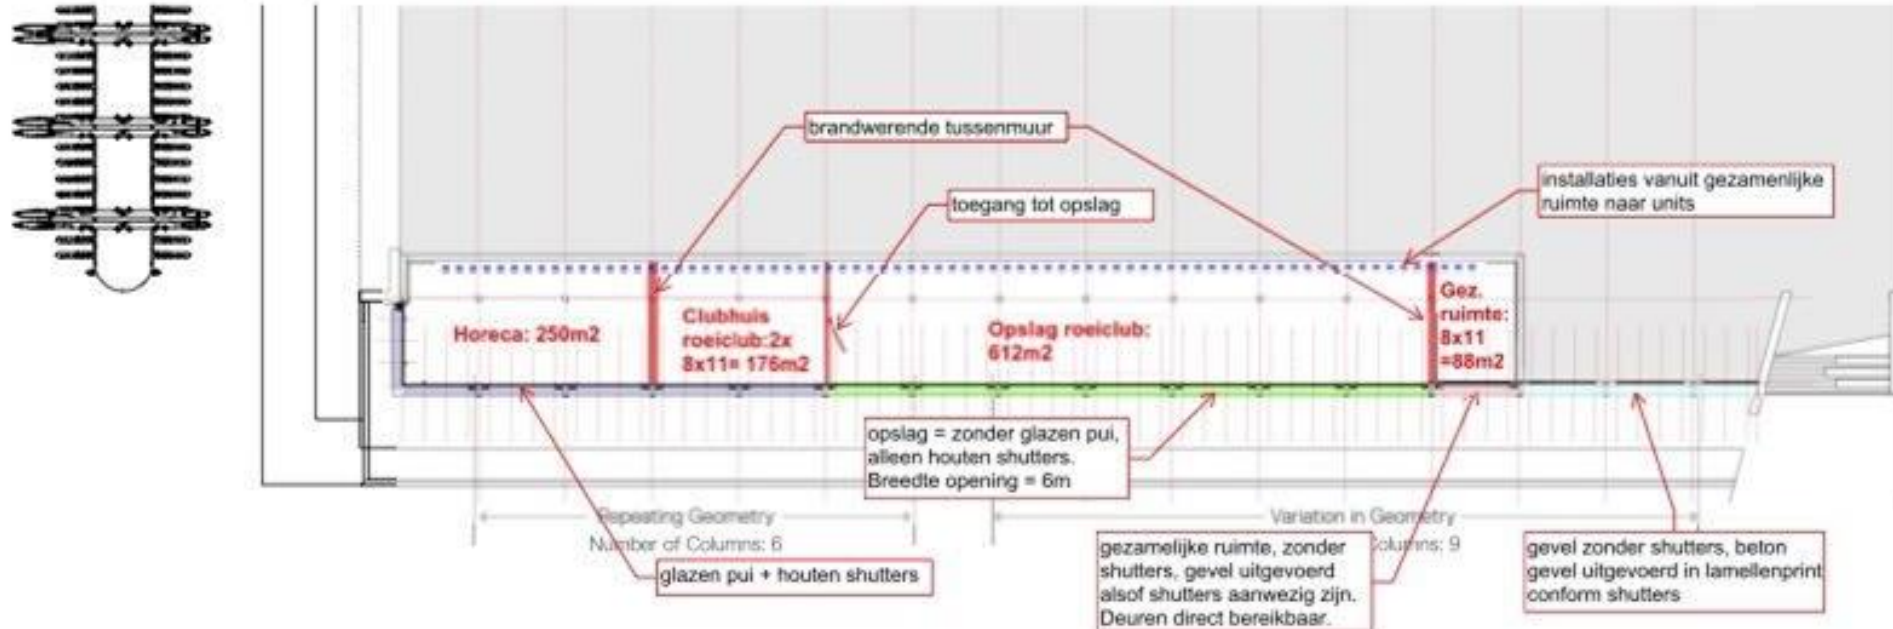 brandwerende tussenmuur
installaties vanuit gezamenlijke
ruimte naar units
toegang tot opslag
Horeca: 250m2
Clubhuis
roeiclub:2x
8x11= 176m2
Opslag roeiclub:
612m2
Gez.
ruimte:
8x11
=88m2
opslag = zonder glazen pui,
alleen houten shutters.
Breedte opening = 6m
Repeating Geometry
Number of Columns: 6
Variation in Geometry
Columns: 9
glazen pui + houten shutters
gezamelijke ruimte, zonder
shutters, gevel uitgevoerd
alsof shutters aanwezig zijn.
Deuren direct bereikbaar.
gevel zonder shutters, beton
gevel uitgevoerd in lamellenprint
conform shutters